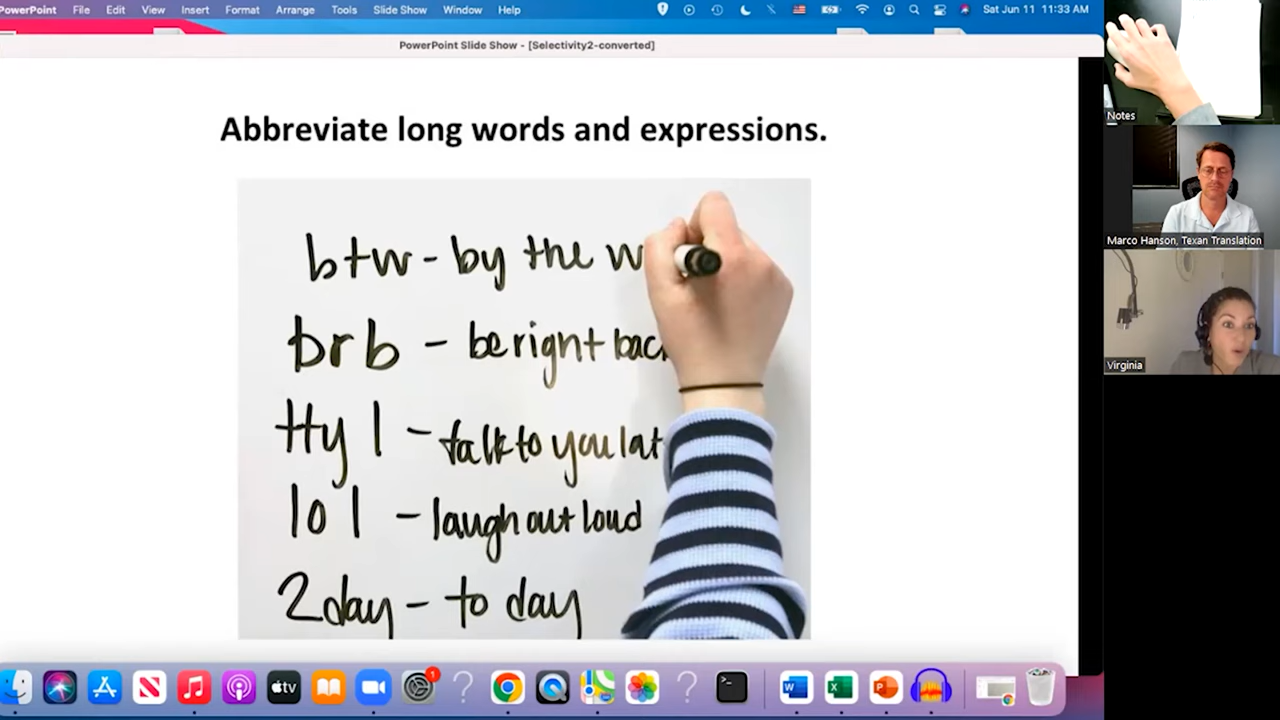 PowerPoint File Edit View Insert Format Arrange Tools Slide Show Window Help Sat Jun 11 11:33 AM
PowerPoint Slide Show - [Selectivity2-converted]
Abbreviate long words and expressions.
btw - by the w
brb - be right back
ttyl - talk to you lat
lol - laugh out loud
2day - to day
Notes
Marco Hanson, Texan Translation
Virginia
tv
1
W X P